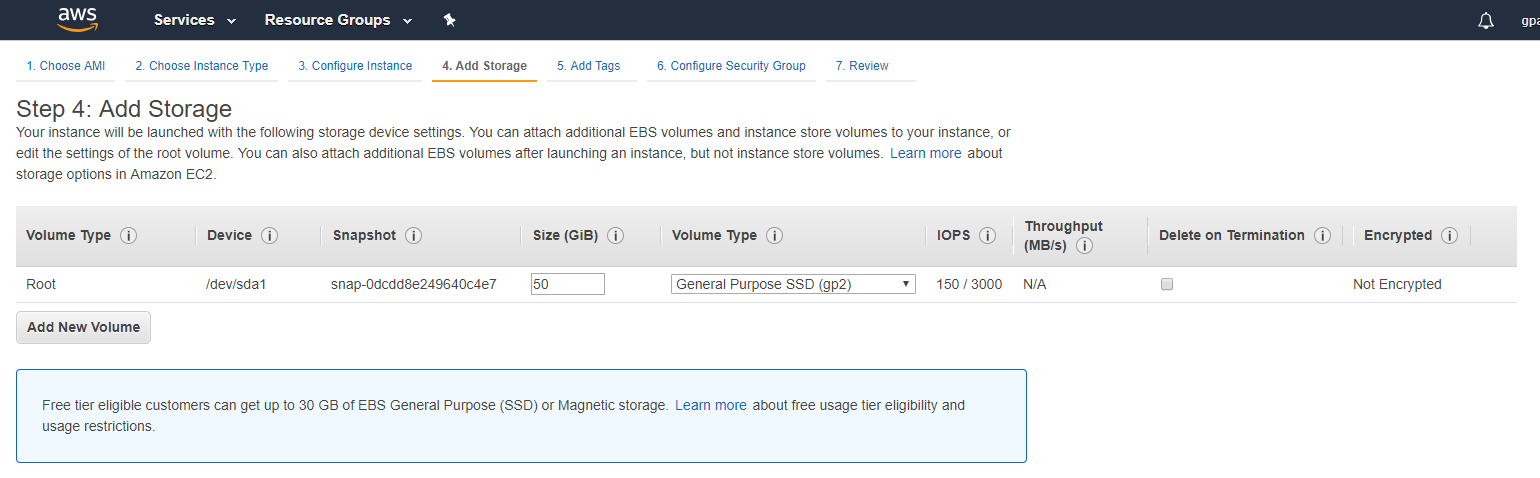 aws Services Resource Groups
1. Choose AMI 2. Choose Instance Type 3. Configure Instance 4. Add Storage 5. Add Tags 6. Configure Security Group 7. Review
Step 4: Add Storage
Your instance will be launched with the following storage device settings. You can attach additional EBS volumes and instance store volumes to your instance, or
edit the settings of the root volume. You can also attach additional EBS volumes after launching an instance, but not instance store volumes. Learn more about
storage options in Amazon EC2.
Volume Type Device Snapshot Size (GiB) Volume Type IOPS Throughput (MB/s) Delete on Termination Encrypted
Root /dev/sda1 snap-0dcdd8e249640c4e7 50 General Purpose SSD (gp2) 150 / 3000 N/A Not Encrypted
Add New Volume
Free tier eligible customers can get up to 30 GB of EBS General Purpose (SSD) or Magnetic storage. Learn more about free usage tier eligibility and
usage restrictions.